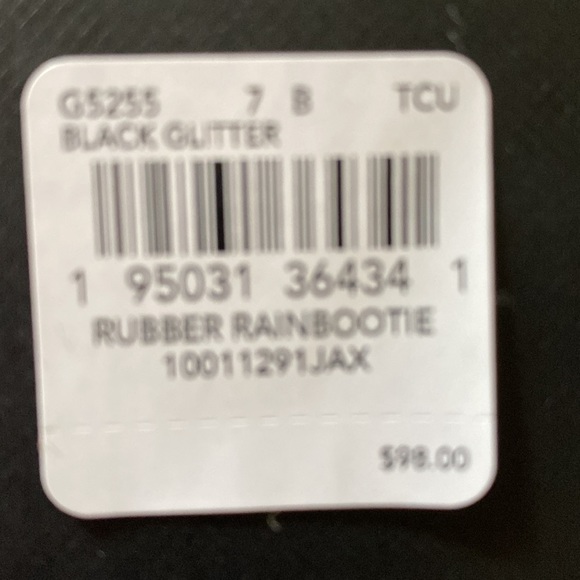 G5255 7 B TCU
BLACK GLITTER
1 95031 36434 1
RUBBER RAINBOOTIE
10011291JAX
$98.00